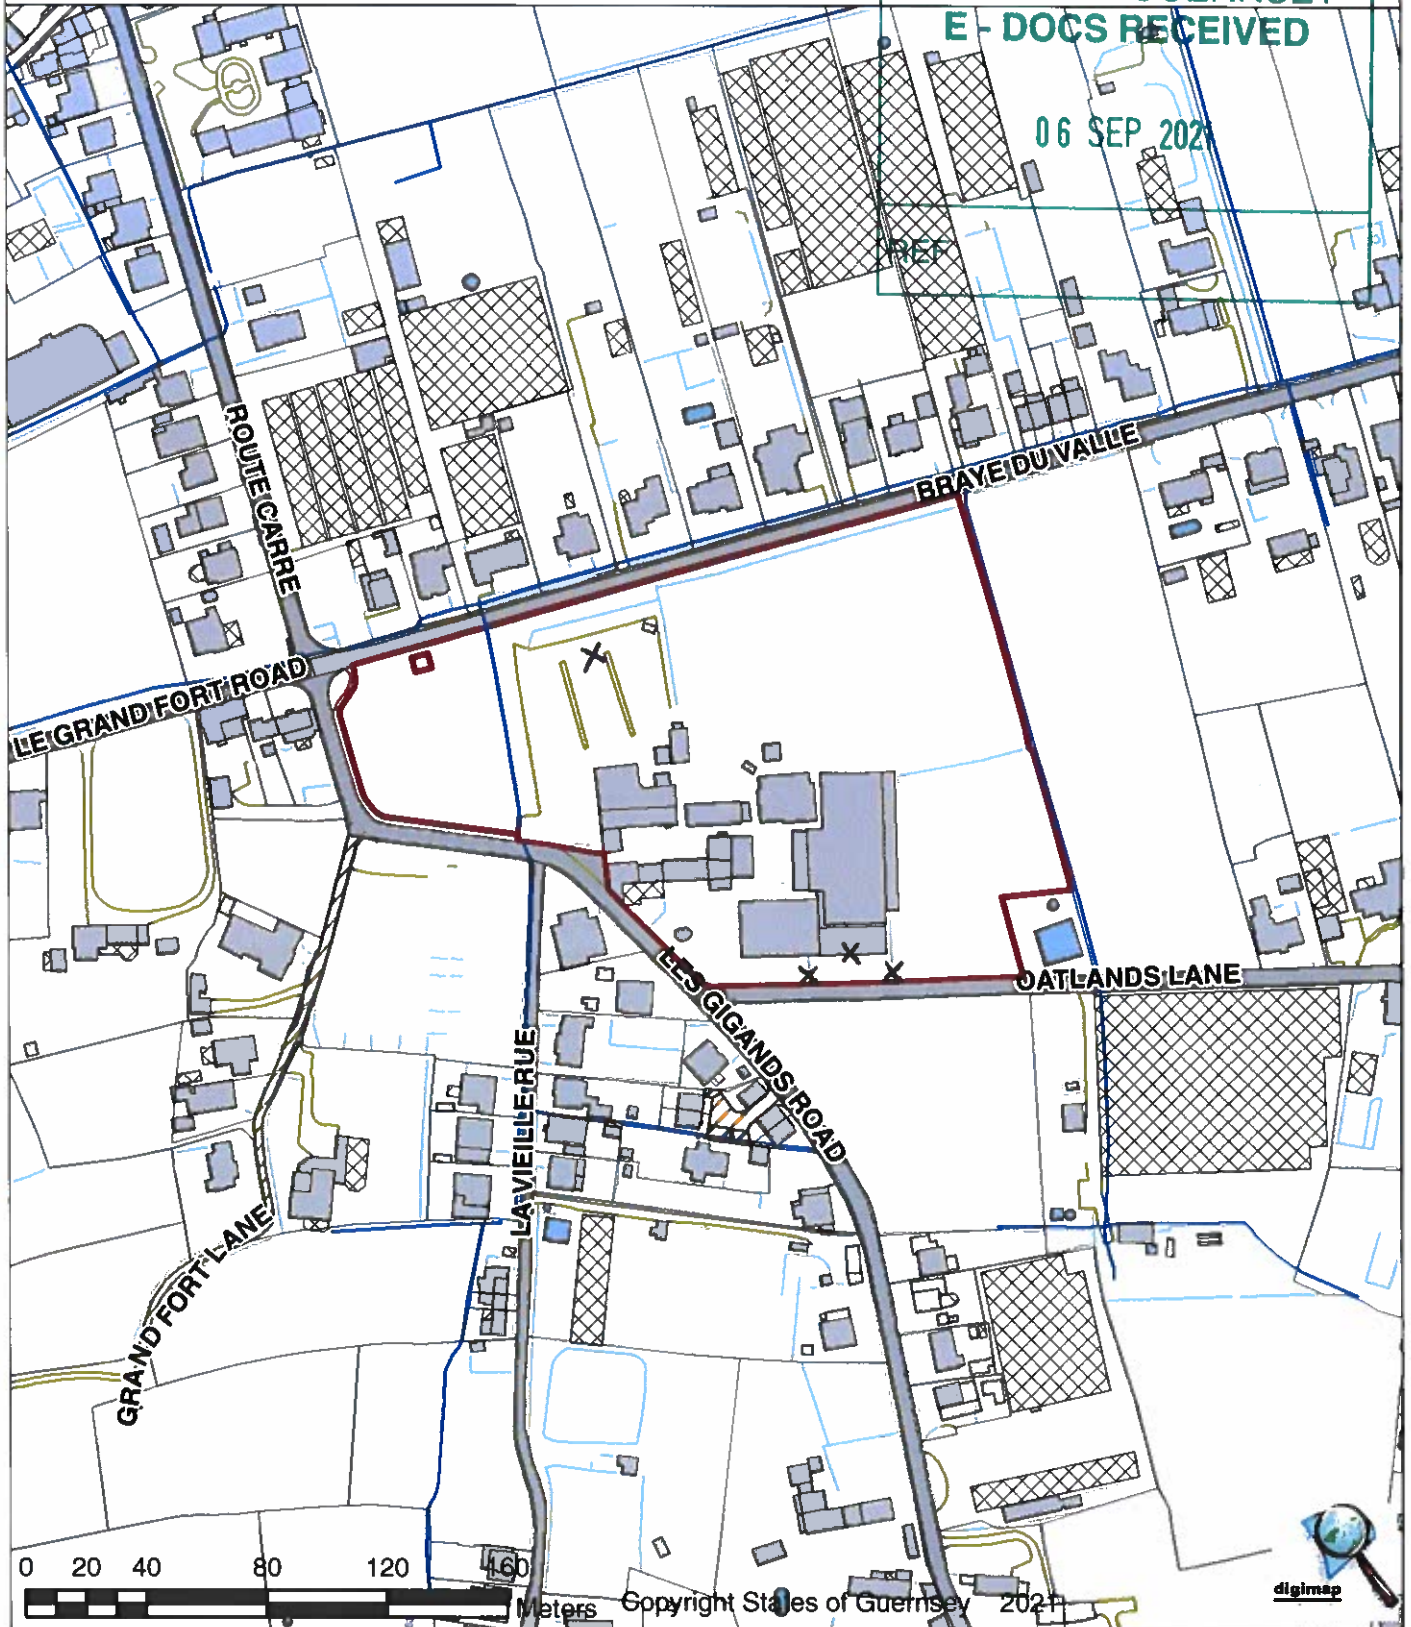 E - DOCS RECEIVED
06 SEP 2021
REF
ROUTE CARRE
BRAYE DU VALLE
LE GRAND FORT ROAD
OATLANDS LANE
LES GIGANDS ROAD
LA VIEILLE RUE
GRAND FORT LANE
0 20 40 80 120 160
Meters
Copyright States of Guernsey 2021
digimap